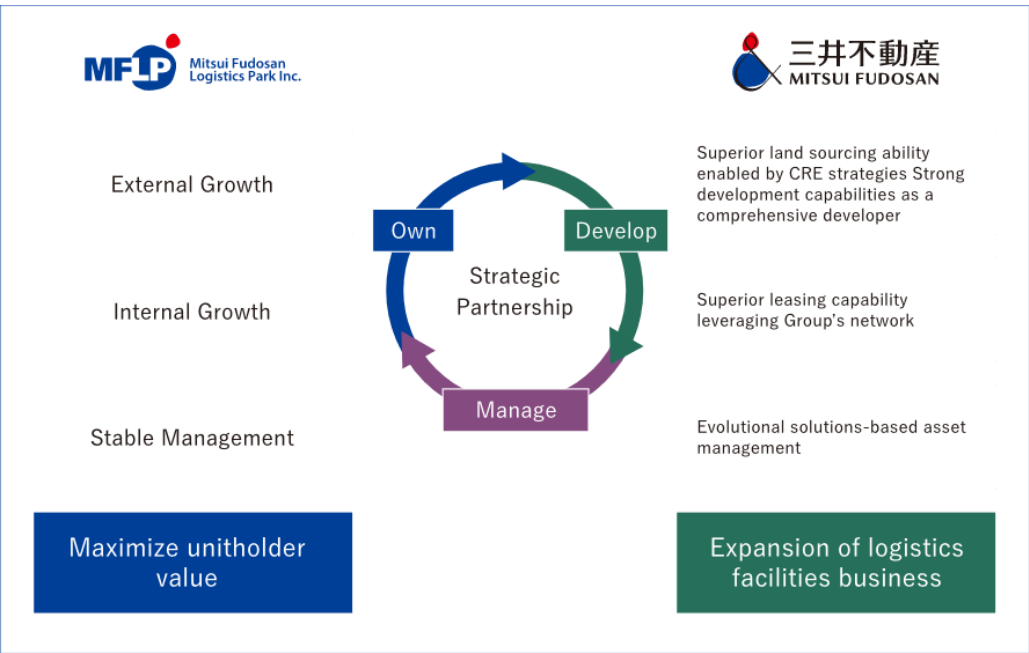 MFLP
Mitsui Fudosan
Logistics Park Inc.
三井不動産
MITSUI FUDOSAN
External Growth
Internal Growth
Stable Management
Own
Develop
Strategic
Partnership
Manage
Superior land sourcing ability
enabled by CRE strategies Strong
development capabilities as a
comprehensive developer
Superior leasing capability
leveraging Group's network
Evolutional solutions-based asset
management
Maximize unitholder
value
Expansion of logistics
facilities business